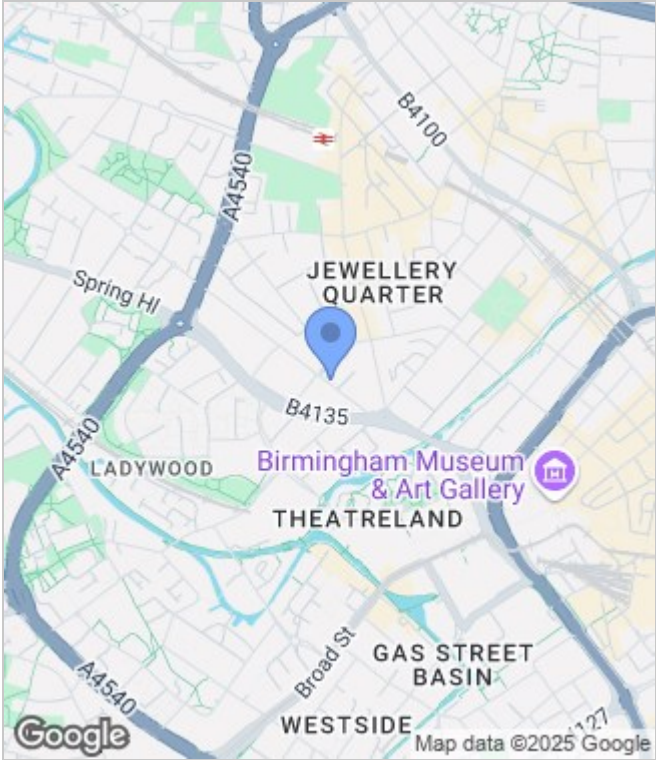 B4100
A4540
JEWELLERY
QUARTER
Spring Hl
B4135
A4540
LADYWOOD
Birmingham Museum
& Art Gallery
THEATRELAND
Broad St
GAS STREET
BASIN
A4540
WESTSIDE
Google
Map data ©2025 Google